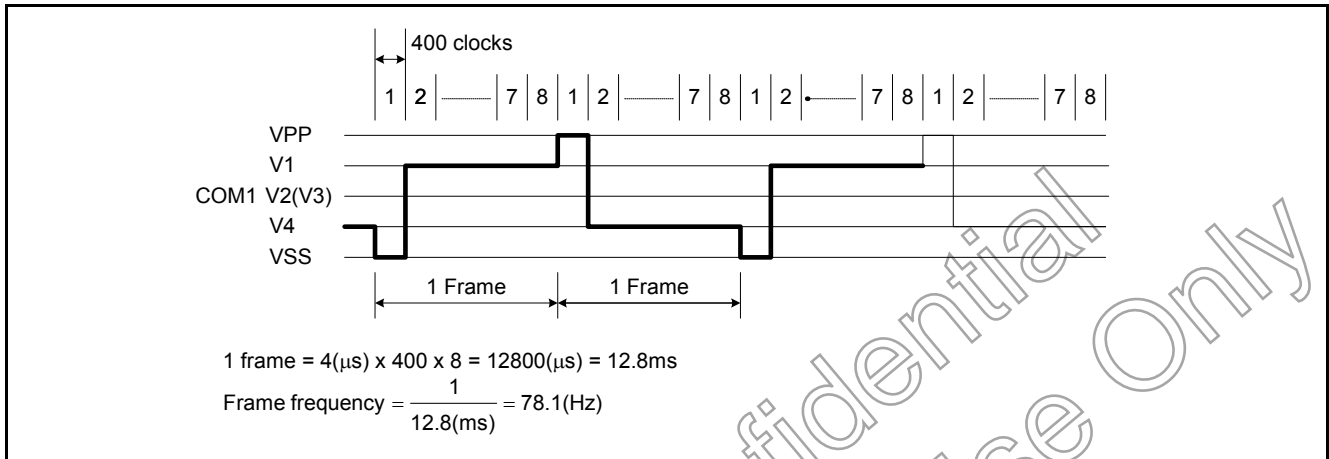 400 clocks
1 2 7 8 1 2 7 8 1 2 7 8 1 2 7 8
VPP
V1
COM1 V2(V3)
V4
VSS
1 Frame 1 Frame
1 frame = 4(μs) x 400 x 8 = 12800(μs) = 12.8ms
Frame frequency = 1 / 12.8(ms) = 78.1(Hz)
Only